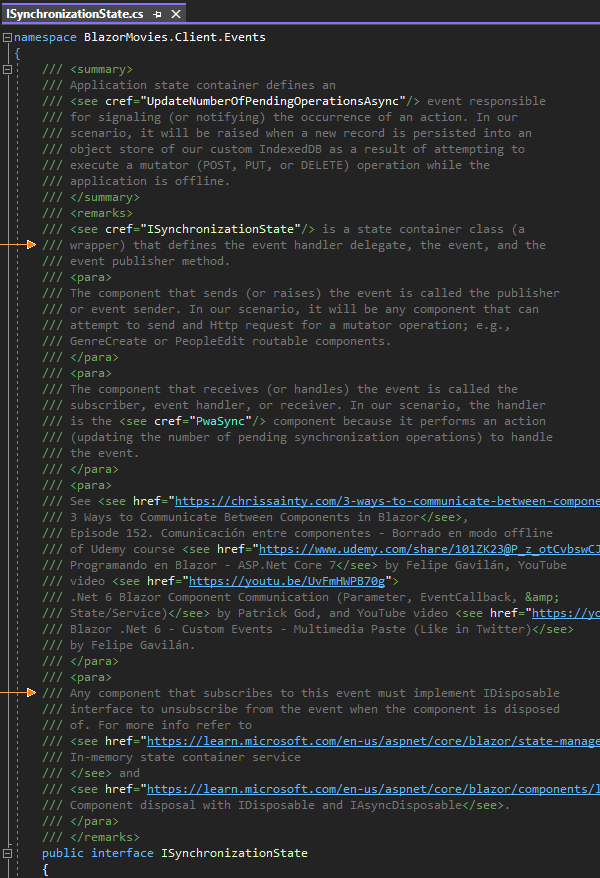 ISynchronizationState.cs
namespace BlazorMovies.Client.Events
{
/// <summary>
/// Application state container defines an
/// <see cref="UpdateNumberOfPendingOperationsAsync"/> event responsible
/// for signaling (or notifying) the occurrence of an action. In our
/// scenario, it will be raised when a new record is persisted into an
/// object store of our custom IndexedDB as a result of attempting to
/// execute a mutator (POST, PUT, or DELETE) operation while the
/// application is offline.
/// </summary>
/// <remarks>
/// <see cref="ISynchronizationState"/> is a state container class (a
/// wrapper) that defines the event handler delegate, the event, and the
/// event publisher method.
/// <para>
/// The component that sends (or raises) the event is called the publisher
/// or event sender. In our scenario, it will be any component that can
/// attempt to send and Http request for a mutator operation; e.g.,
/// GenreCreate or PeopleEdit routable components.
/// </para>
/// <para>
/// The component that receives (or handles) the event is called the
/// subscriber, event handler, or receiver. In our scenario, the handler
/// is the <see cref="PwaSync"/> component because it performs an action
/// (updating the number of pending synchronization operations) to handle
/// the event.
/// </para>
/// <para>
/// See <see href="https://chrissainty.com/3-ways-to-communicate-between-compone
/// 3 Ways to Communicate Between Components in Blazor</see>,
/// Episode 152. Comunicación entre componentes - Borrado en modo offline
/// of Udemy course <see href="https://www.udemy.com/share/101ZK23@P_z_otCvbswCJ
/// Programando en Blazor - ASP.Net Core 7</see> by Felipe Gavilán, YouTube
/// video <see href="https://youtu.be/UvFmHWPB70g">
/// .Net 6 Blazor Component Communication (Parameter, EventCallback, &amp;
/// State/Service)</see> by Patrick God, and YouTube video <see href="https://yo
/// Blazor .Net 6 - Custom Events - Multimedia Paste (Like in Twitter)</see>
/// by Felipe Gavilán.
/// </para>
/// <para>
/// Any component that subscribes to this event must implement IDisposable
/// interface to unsubscribe from the event when the component is disposed
/// of. For more info refer to
/// <see href="https://learn.microsoft.com/en-us/aspnet/core/blazor/state-manage
/// In-memory state container service
/// </see> and
/// <see href="https://learn.microsoft.com/en-us/aspnet/core/blazor/components/l
/// Component disposal with IDisposable and IAsyncDisposable</see>.
/// </para>
/// </remarks>
public interface ISynchronizationState
{